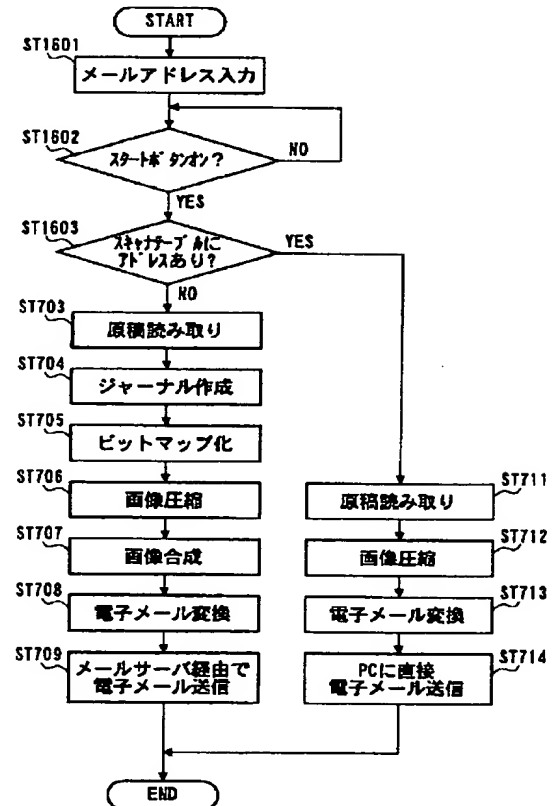 START
ST1601
メールアドレス入力
ST1602
スタートボタンオン?
NO
YES
ST1603
スキャナテーブルに
アドレスあり?
YES
NO
ST703
原稿読み取り
ST704
ジャーナル作成
ST705
ビットマップ化
ST706
画像圧縮
ST707
画像合成
ST708
電子メール変換
ST709
メールサーバ経由で
電子メール送信
ST711
原稿読み取り
ST712
画像圧縮
ST713
電子メール変換
ST714
PCに直接
電子メール送信
END